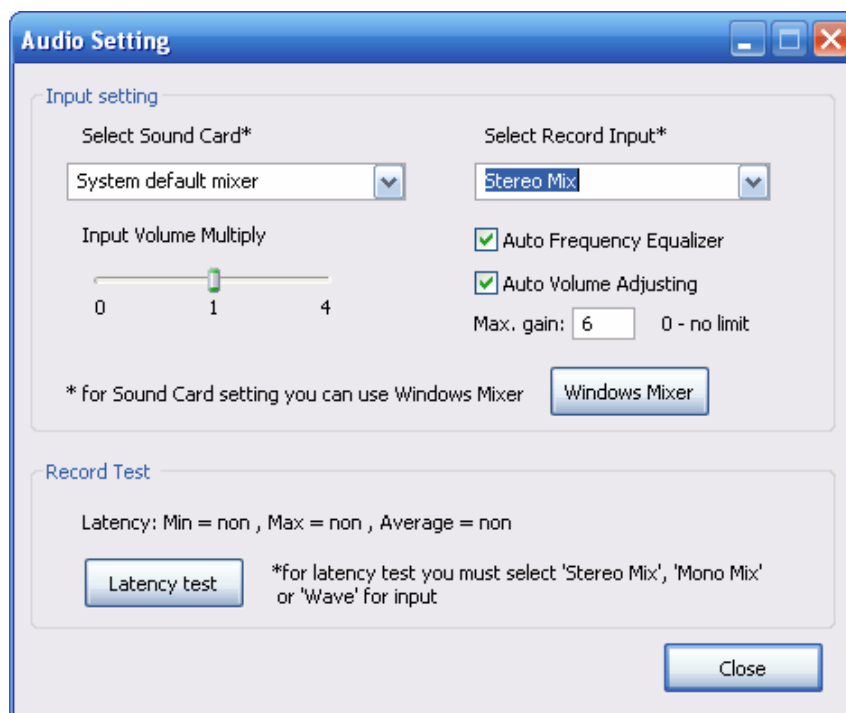 Audio Setting
Input setting
Select Sound Card*
Select Record Input*
System default mixer
Stereo Mix
Input Volume Multiply
Auto Frequency Equalizer
Auto Volume Adjusting
0 1 4
Max. gain: 6 0 - no limit
* for Sound Card setting you can use Windows Mixer
Windows Mixer
Record Test
Latency: Min = non , Max = non , Average = non
Latency test
*for latency test you must select 'Stereo Mix', 'Mono Mix'
or 'Wave' for input
Close